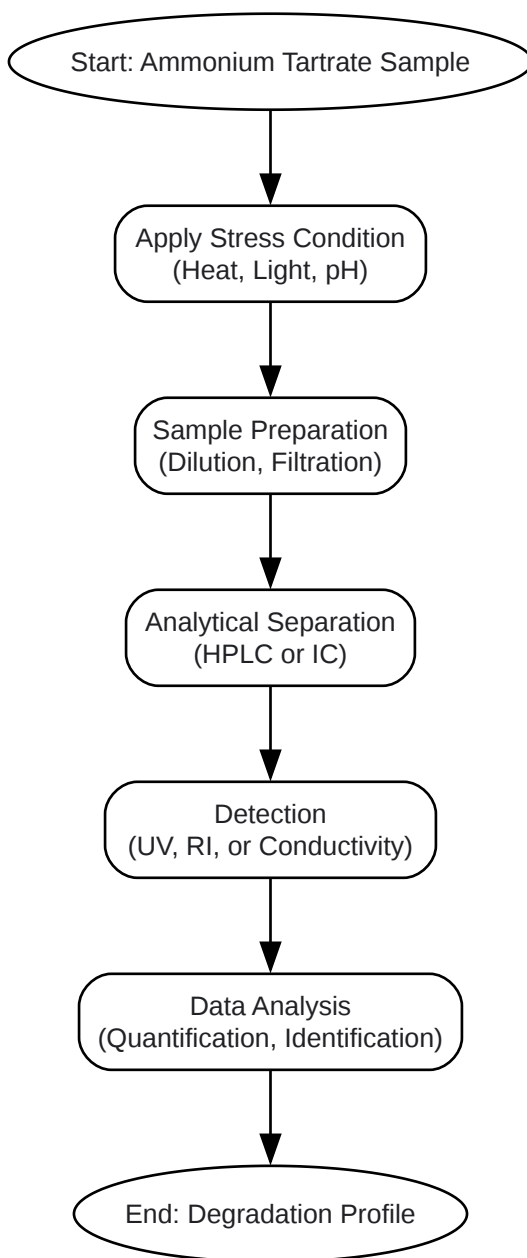 Start: Ammonium Tartrate Sample
Apply Stress Condition
(Heat, Light, pH)
Sample Preparation
(Dilution, Filtration)
Analytical Separation
(HPLC or IC)
Detection
(UV, RI, or Conductivity)
Data Analysis
(Quantification, Identification)
End: Degradation Profile